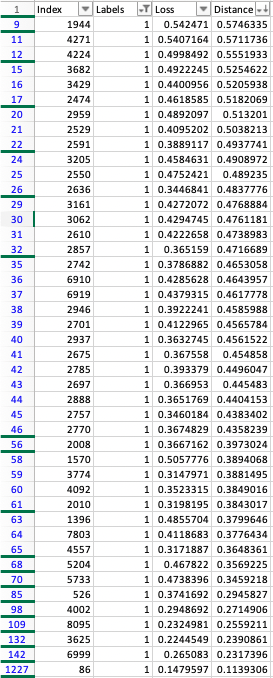 1 Index Labels Loss Distance
9 1944 1 0.542471 0.5746335
11 4271 1 0.5407164 0.5711736
12 4224 1 0.4998492 0.5551933
15 3682 1 0.4922245 0.5254622
16 3429 1 0.4400956 0.5205938
17 2474 1 0.4618585 0.5182069
20 2959 1 0.4892097 0.513201
21 2529 1 0.4095202 0.5038213
22 2591 1 0.3889117 0.4937741
24 3205 1 0.4584631 0.4908972
25 2550 1 0.4752421 0.489235
26 2636 1 0.3446841 0.4837776
29 3161 1 0.4272072 0.4768884
30 3062 1 0.4294745 0.4761181
31 2610 1 0.4222658 0.4738983
32 2857 1 0.365159 0.4716689
35 2742 1 0.3786882 0.4653058
36 6910 1 0.4285628 0.4643957
37 6919 1 0.4379315 0.4617778
38 2946 1 0.3922241 0.4585988
39 2701 1 0.4122965 0.4565784
40 2937 1 0.3632745 0.4561522
41 2675 1 0.367558 0.454858
42 2785 1 0.393379 0.4496047
43 2697 1 0.366953 0.445483
44 2888 1 0.3651769 0.4404153
45 2757 1 0.3460184 0.4383402
46 2770 1 0.3674829 0.4358239
56 2008 1 0.3667162 0.3973024
58 1570 1 0.5057776 0.3894068
59 3774 1 0.3147971 0.3881495
60 4092 1 0.3523315 0.3849016
61 2010 1 0.3198195 0.3843017
63 1396 1 0.4855704 0.3799646
64 7803 1 0.4118683 0.3776434
65 4557 1 0.3171887 0.3648361
68 5204 1 0.467822 0.3569225
70 5733 1 0.4738396 0.3459218
85 526 1 0.3741692 0.2945827
98 4002 1 0.2948692 0.2714906
109 8095 1 0.2324981 0.2559211
132 3625 1 0.2244549 0.2390861
142 6999 1 0.265083 0.2317396
1227 86 1 0.1479597 0.1139306